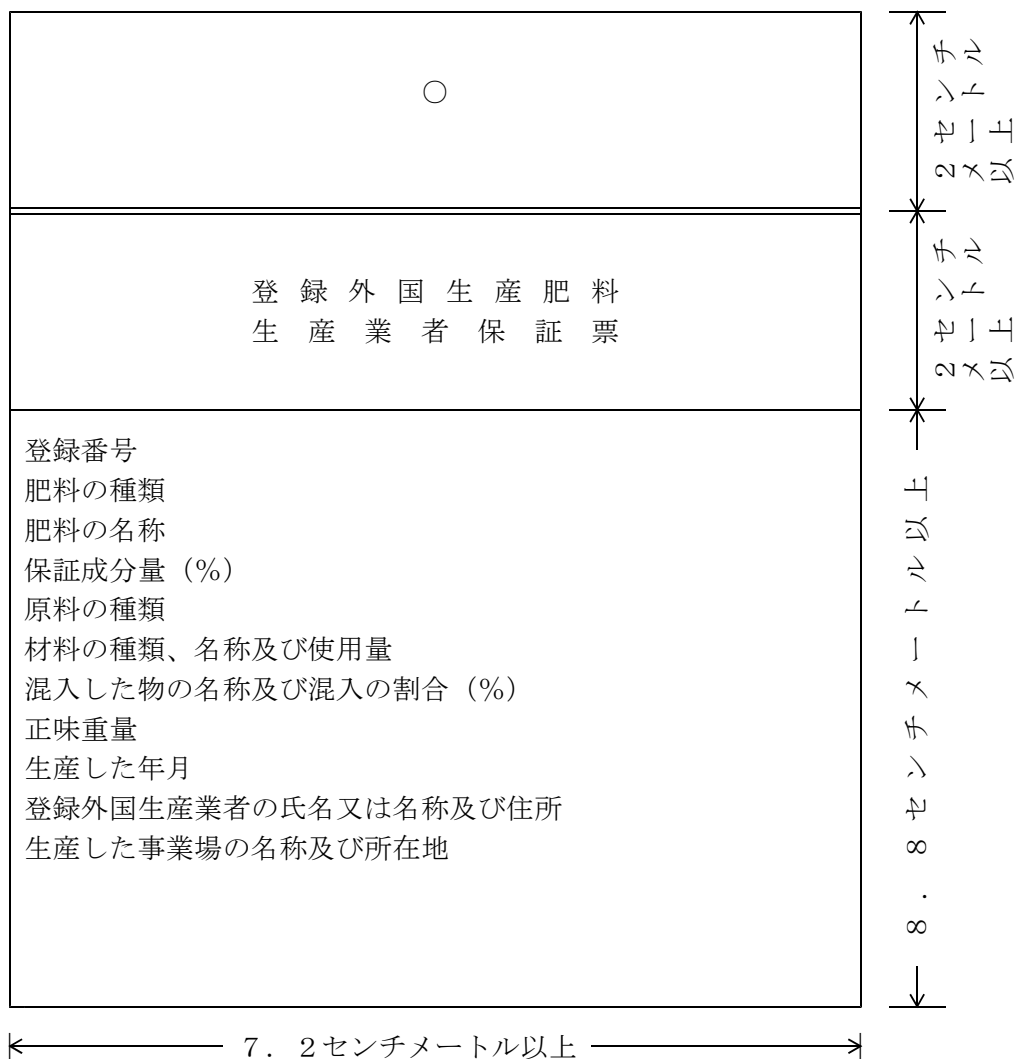 ○
２センチ
メートル
以上
登録外国生産肥料
生産業者保証票
２センチ
メートル
以上
登録番号
肥料の種類
肥料の名称
保証成分量（％）
原料の種類
材料の種類、名称及び使用量
混入した物の名称及び混入の割合（％）
正味重量
生産した年月
登録外国生産業者の氏名又は名称及び住所
生産した事業場の名称及び所在地
８．８センチメートル以上
７．２センチメートル以上